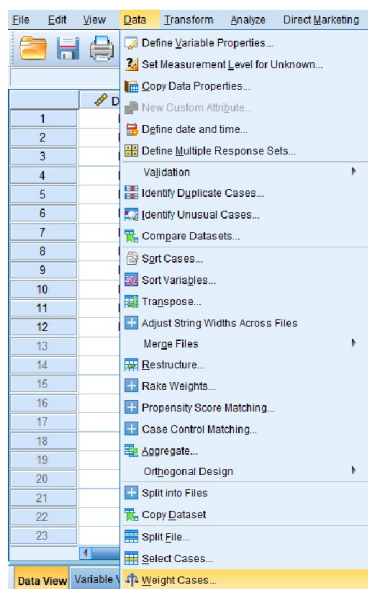 File Edit View Data Transform Analyze Direct Marketing
Define Variable Properties...
Set Measurement Level for Unknown...
Copy Data Properties...
New Custom Attribute...
Define date and time...
Define Multiple Response Sets...
Validation
Identify Duplicate Cases...
Identify Unusual Cases...
Compare Datasets...
Sort Cases...
Sort Variables...
Transpose...
Adjust String Widths Across Files
Merge Files
Restructure...
Rake Weights...
Propensity Score Matching...
Case Control Matching...
Aggregate...
Orthogonal Design
Split into Files
Copy Dataset
Split File...
Select Cases...
Weight Cases...
D
1
2
3
4
5
6
7
8
9
10
11
12
13
14
15
16
17
18
19
20
21
22
23
Data View Variable V